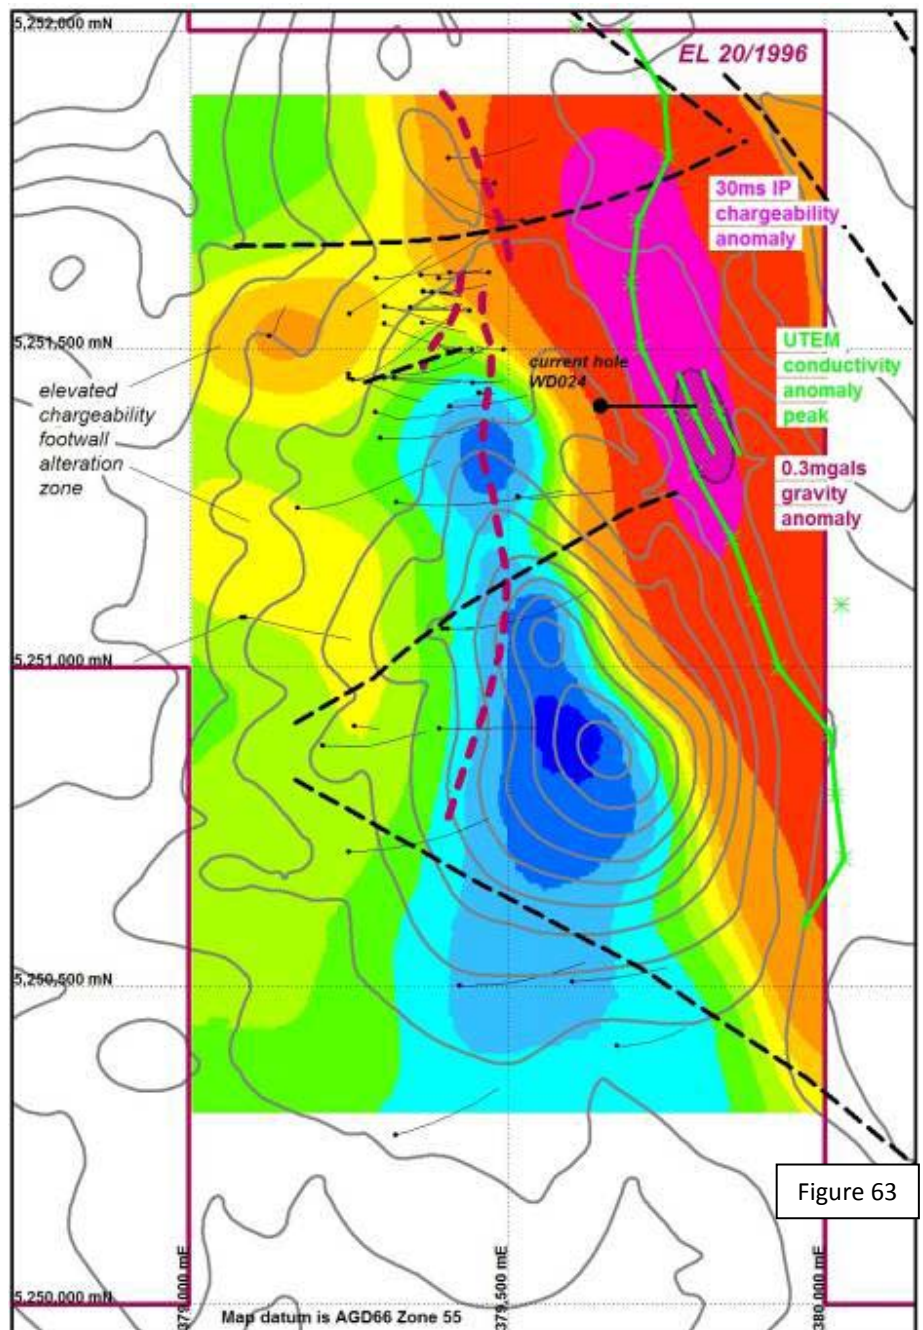 5,252,000 mN
EL 20/1996
30ms IP
chargeability
anomaly
5,251,500 mN
UTEM
conductivity
anomaly
peak
current hole
WD024
elevated
chargeability
footwall
alteration
zone
0.3mgals
gravity
anomaly
5,251,000 mN
5,250,500 mN
Figure 63
379,000 mE
379,500 mE
380,000 mE
5,250,000 mN
Map datum is AGD66 Zone 55